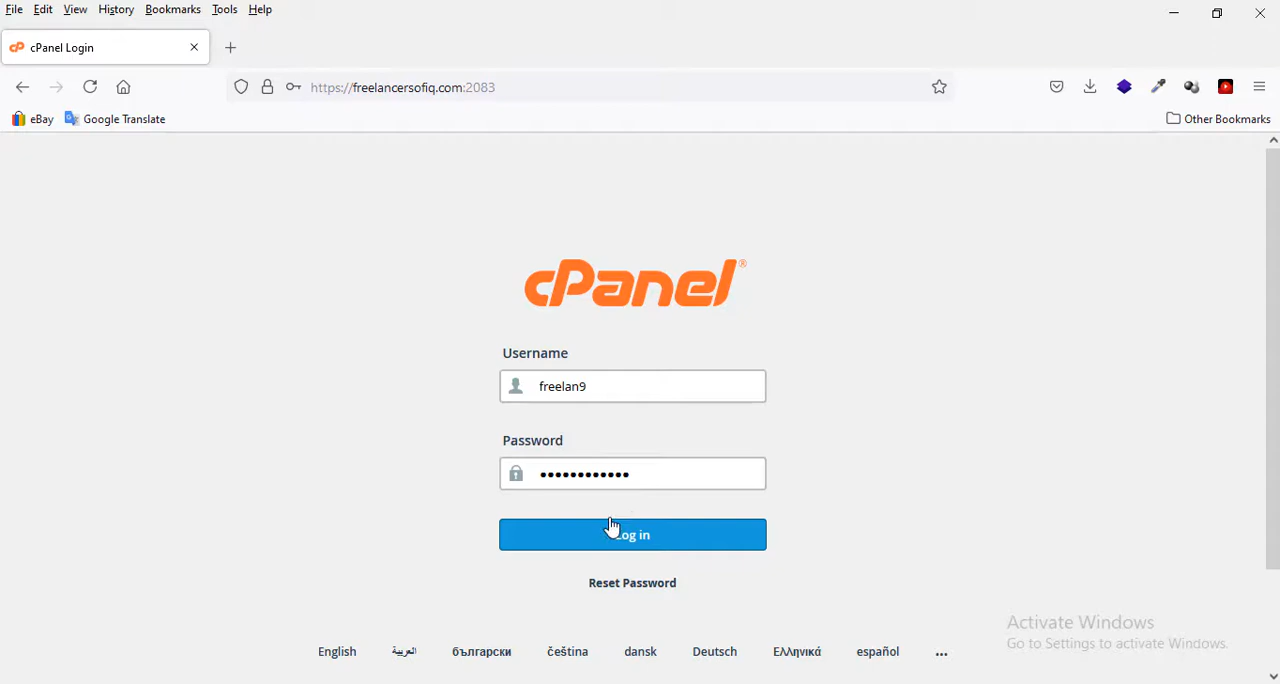 File Edit View History Bookmarks Tools Help
cP cPanel Login
https://freelancersofiq.com:2083
eBay Google Translate Other Bookmarks
cPanel®
Username
freelan9
Password
••••••••••••
Log in
Reset Password
Activate Windows
Go to Settings to activate Windows.
English العربية български čeština dansk Deutsch Ελληνικά español ...